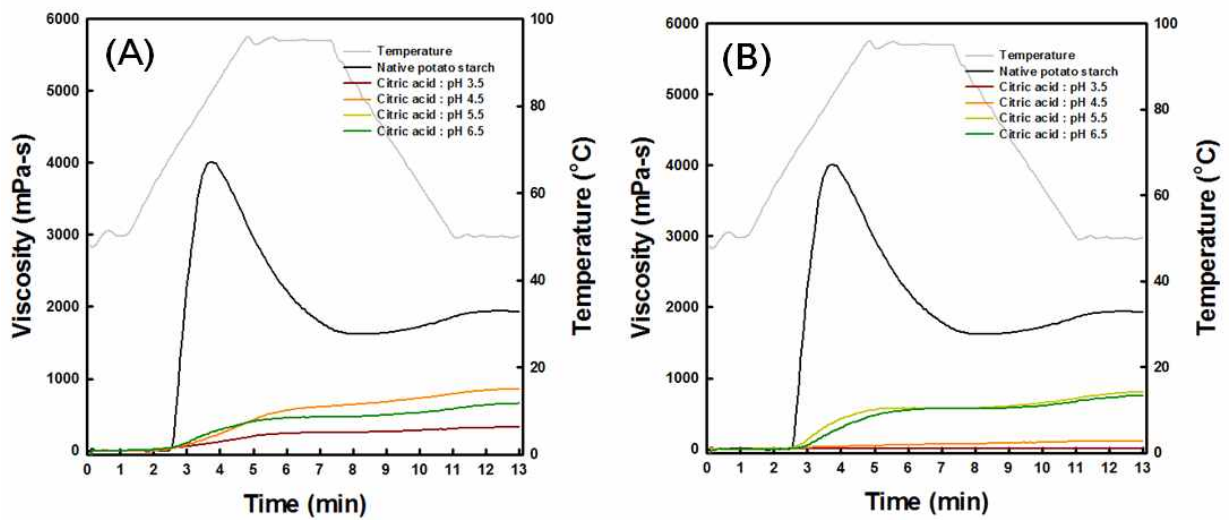 (A)
Temperature
Native potato starch
Citric acid : pH 3.5
Citric acid : pH 4.5
Citric acid : pH 5.5
Citric acid : pH 6.5
Viscosity (mPa-s)
6000
5000
4000
3000
2000
1000
0
100
80
60
40
20
0
Temperature (°C)
0 1 2 3 4 5 6 7 8 9 10 11 12 13
Time (min)
(B)
Temperature
Native potato starch
Citric acid : pH 3.5
Citric acid : pH 4.5
Citric acid : pH 5.5
Citric acid : pH 6.5
Viscosity (mPa-s)
6000
5000
4000
3000
2000
1000
0
100
80
60
40
20
0
Temperature (°C)
0 1 2 3 4 5 6 7 8 9 10 11 12 13
Time (min)